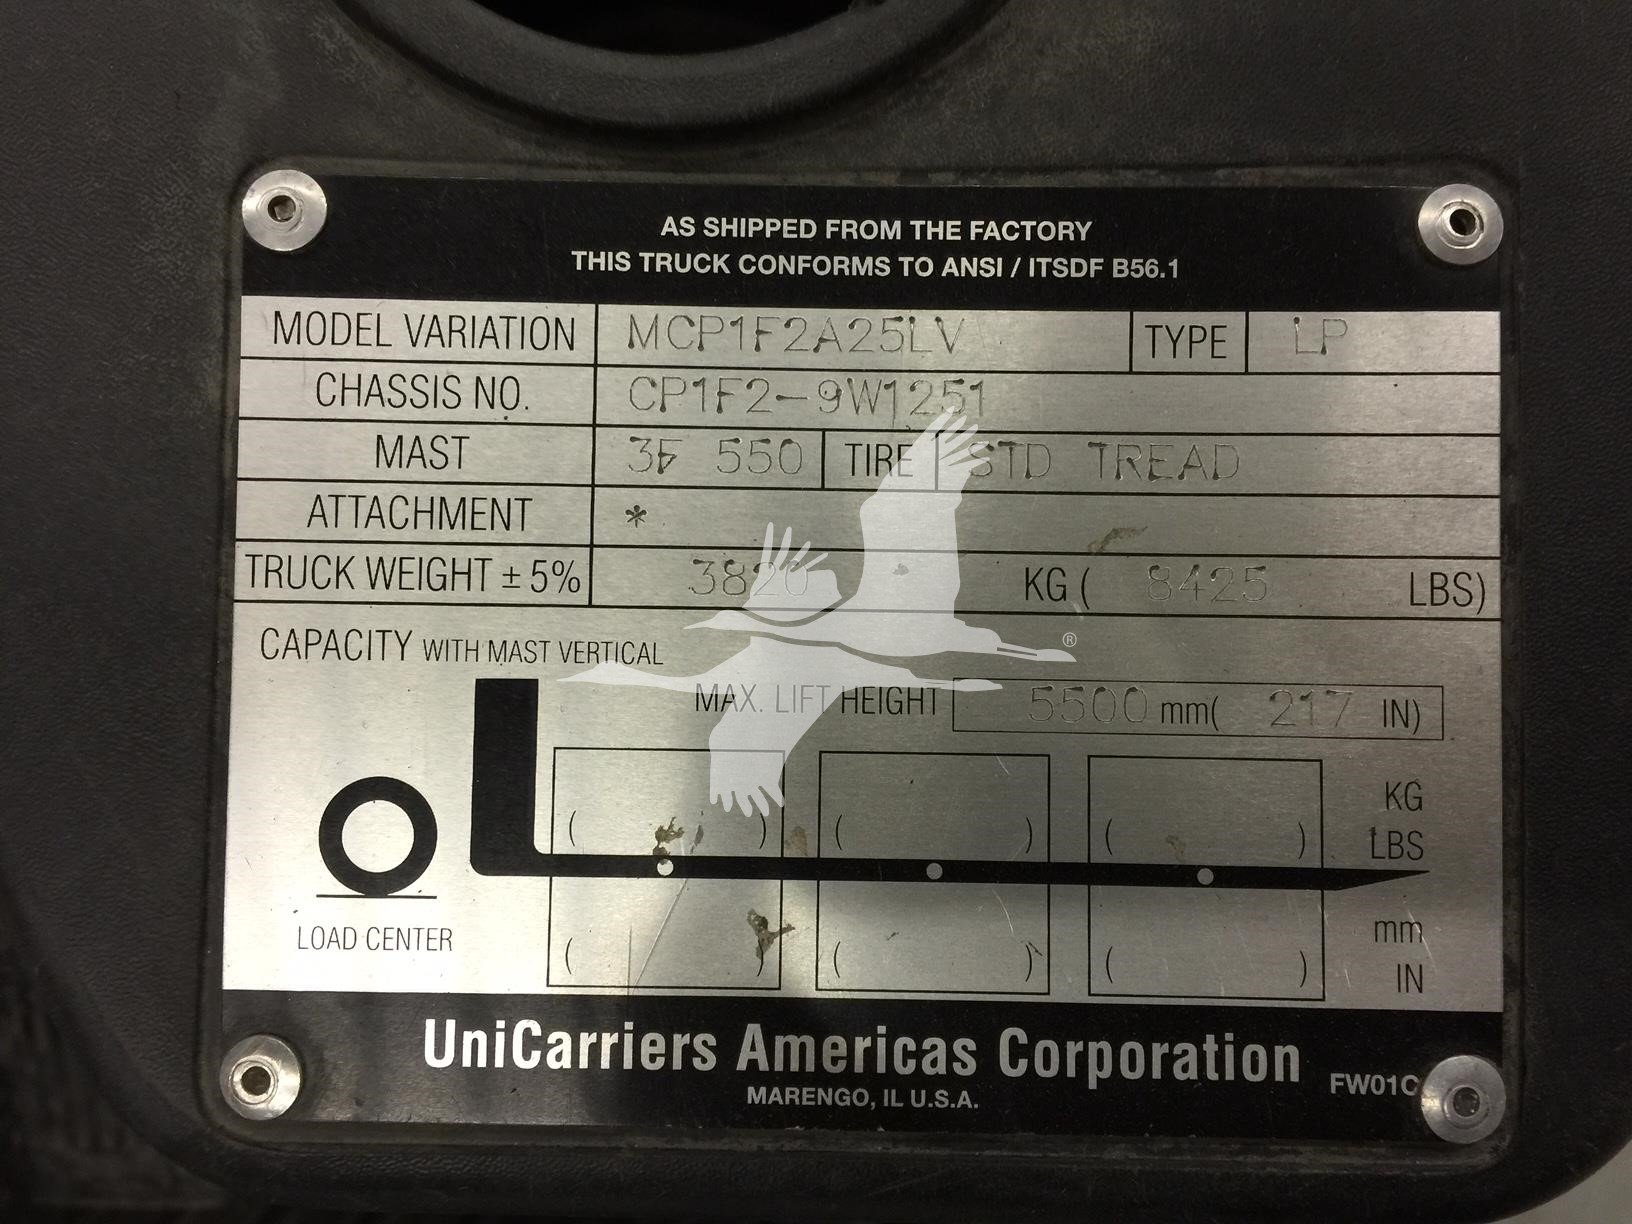 AS SHIPPED FROM THE FACTORY
THIS TRUCK CONFORMS TO ANSI / ITSDF B56.1
MODEL VARIATION MCP1F2A25LV TYPE LP
CHASSIS NO. CP1F2-9W1251
MAST 3F 550 TIRE STD TREAD
ATTACHMENT *
TRUCK WEIGHT ± 5% 3820 KG ( 8425 LBS)
CAPACITY WITH MAST VERTICAL
MAX. LIFT HEIGHT 5500 mm( 217 IN)
KG
( ) ( ) ( ) LBS
LOAD CENTER
mm
( ) ( ) ( ) IN
UniCarriers Americas Corporation
MARENGO, IL U.S.A.
FW01C
®